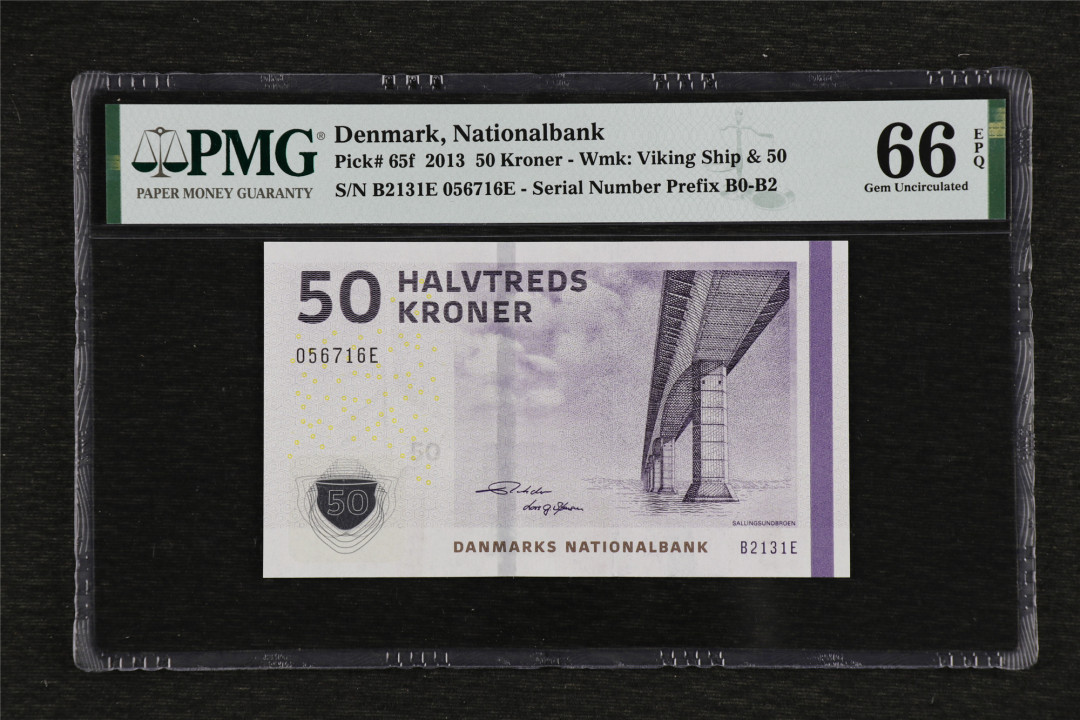 PMG®
PAPER MONEY GUARANTY
Denmark, Nationalbank
Pick# 65f 2013 50 Kroner - Wmk: Viking Ship & 50
S/N B2131E 056716E - Serial Number Prefix B0-B2
66
EPQ
Gem Uncirculated
50 HALVTREDS
KRONER
056716E
50
50
SALLINGSUNDBROEN
DANMARKS NATIONALBANK B2131E